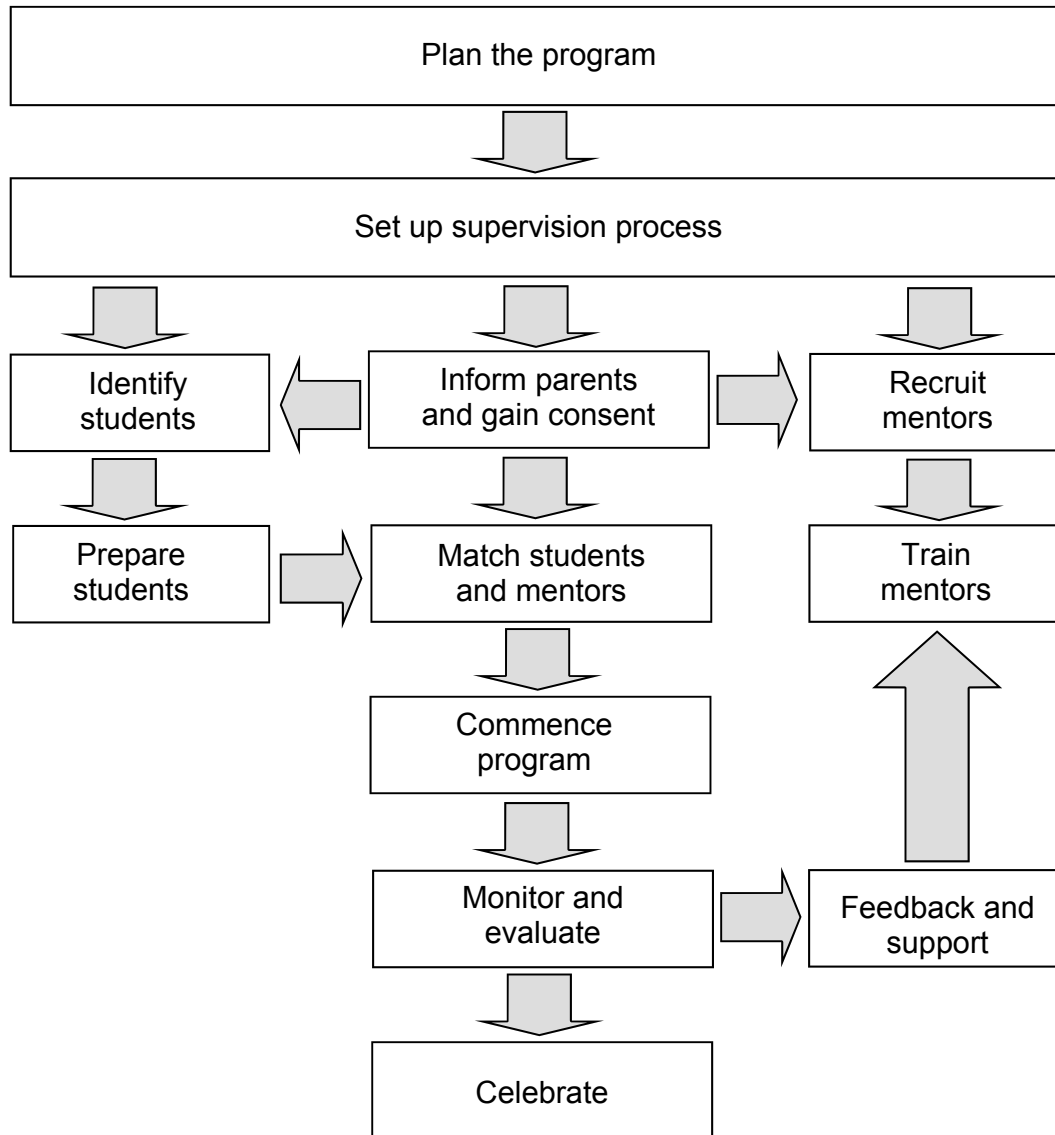 Plan the program
Set up supervision process
Identify
students
Inform parents
and gain consent
Recruit
mentors
Prepare
students
Match students
and mentors
Train
mentors
Commence
program
Monitor and
evaluate
Feedback and
support
Celebrate